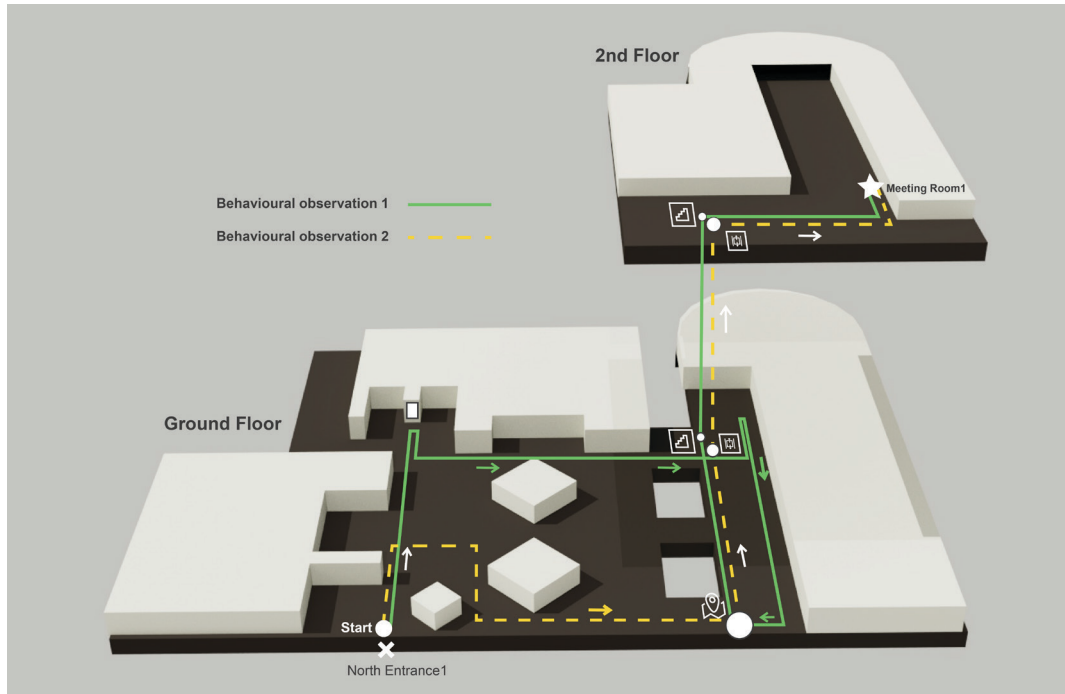 2nd Floor
Meeting Room1
Behavioural observation 1
Behavioural observation 2
Ground Floor
Start
North Entrance1